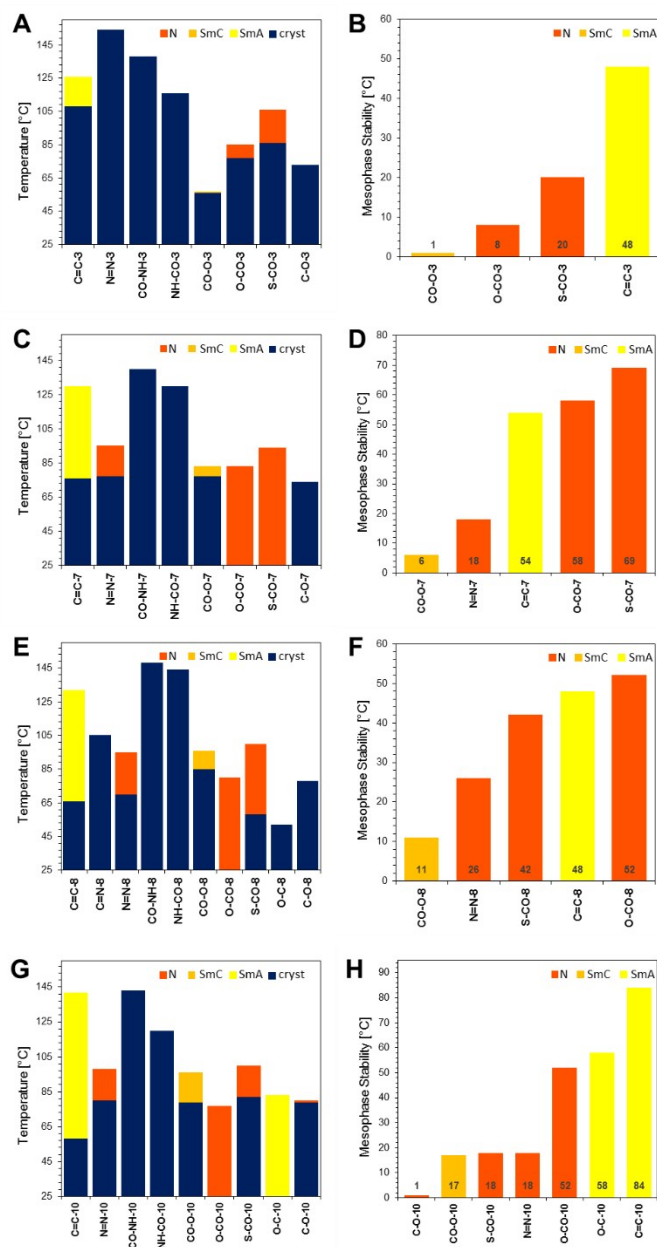 A
N SmC SmA cryst
Temperature [°C]
145
125
105
85
65
45
25
C=C-3
N=N-3
CO-NH-3
NH-CO-3
CO-O-3
O-CO-3
S-CO-3
C-O-3
B
N SmC SmA
Mesophase Stability [°C]
60
50
40
30
20
10
0
1
8
20
48
CO-O-3
O-CO-3
S-CO-3
C=C-3
C
N SmC SmA cryst
Temperature [°C]
145
125
105
85
65
45
25
C=C-7
N=N-7
CO-NH-7
NH-CO-7
CO-O-7
O-CO-7
S-CO-7
C-O-7
D
N SmC SmA
Mesophase Stability [°C]
80
70
60
50
40
30
20
10
0
6
18
54
58
69
CO-O-7
N=N-7
C=C-7
O-CO-7
S-CO-7
E
N SmC SmA cryst
Temperature [°C]
145
125
105
85
65
45
25
C=C-8
C=N-8
N=N-8
CO-NH-8
NH-CO-8
CO-O-8
O-CO-8
S-CO-8
O-C-8
C-O-8
F
N SmC SmA
Mesophase Stability [°C]
60
50
40
30
20
10
0
11
26
42
48
52
CO-O-8
N=N-8
S-CO-8
C=C-8
O-CO-8
G
N SmC SmA cryst
Temperature [°C]
145
125
105
85
65
45
25
C=C-10
N=N-10
CO-NH-10
NH-CO-10
CO-O-10
O-CO-10
S-CO-10
O-C-10
C-O-10
H
N SmC SmA
Mesophase Stability [°C]
90
80
70
60
50
40
30
20
10
0
1
17
18
18
52
58
84
C-O-10
CO-O-10
S-CO-10
N=N-10
O-CO-10
O-C-10
C=C-10